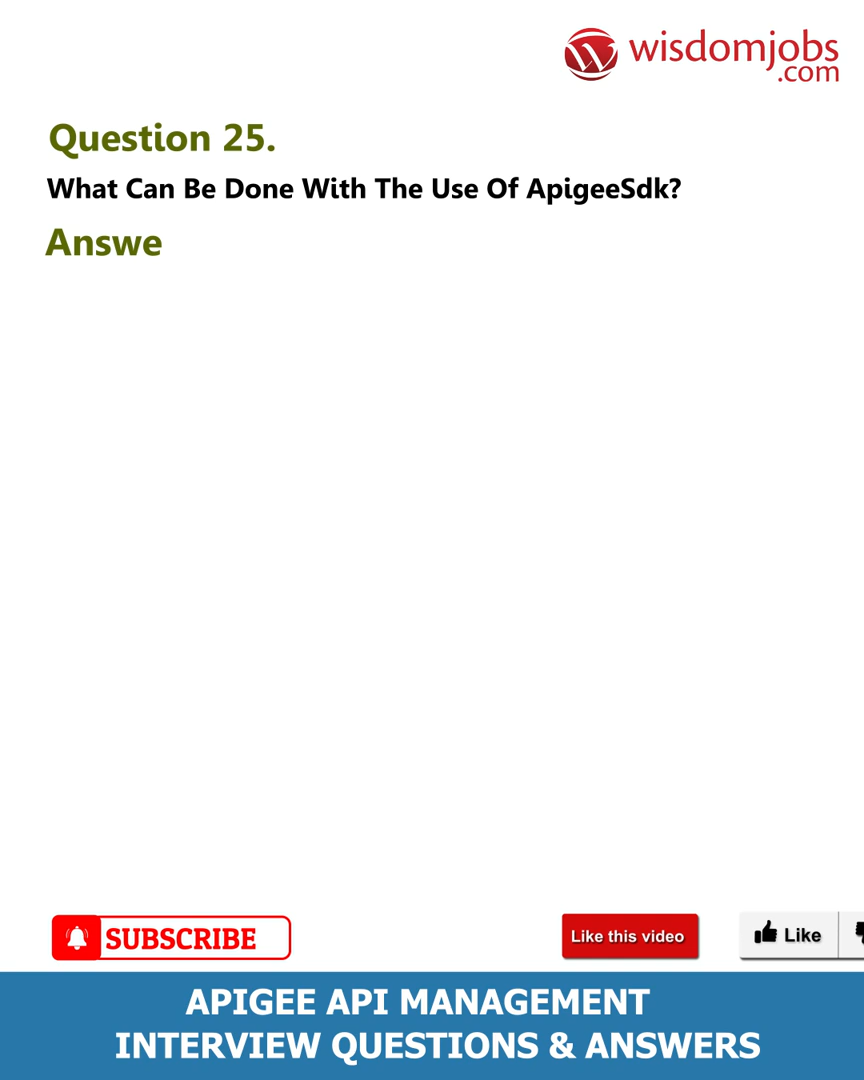 wisdomjobs
.com
Question 25.
What Can Be Done With The Use Of ApigeeSdk?
Answe
SUBSCRIBE
Like this video
Like
APIGEE API MANAGEMENT
INTERVIEW QUESTIONS & ANSWERS